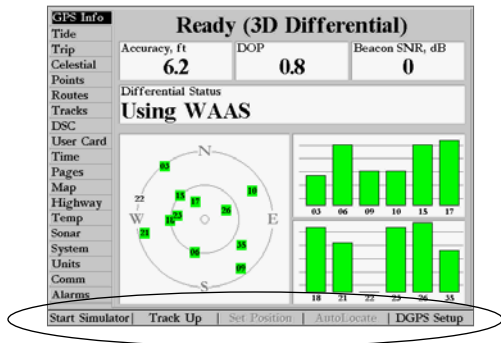 GPS Info
Tide
Trip
Celestial
Points
Routes
Tracks
DSC
User Card
Time
Pages
Map
Highway
Temp
Sonar
System
Units
Comm
Alarms
Ready (3D Differential)
Accuracy, ft DOP Beacon SNR, dB
6.2 0.8 0
Differential Status
Using WAAS
N
03
10
22 15 17
W 18 23 26 E
21
06 35
09
S
03 06 09 10 15 17
18 21 22 23 26 35
Start Simulator| Track Up | Set Position | AutoLocate | DGPS Setup